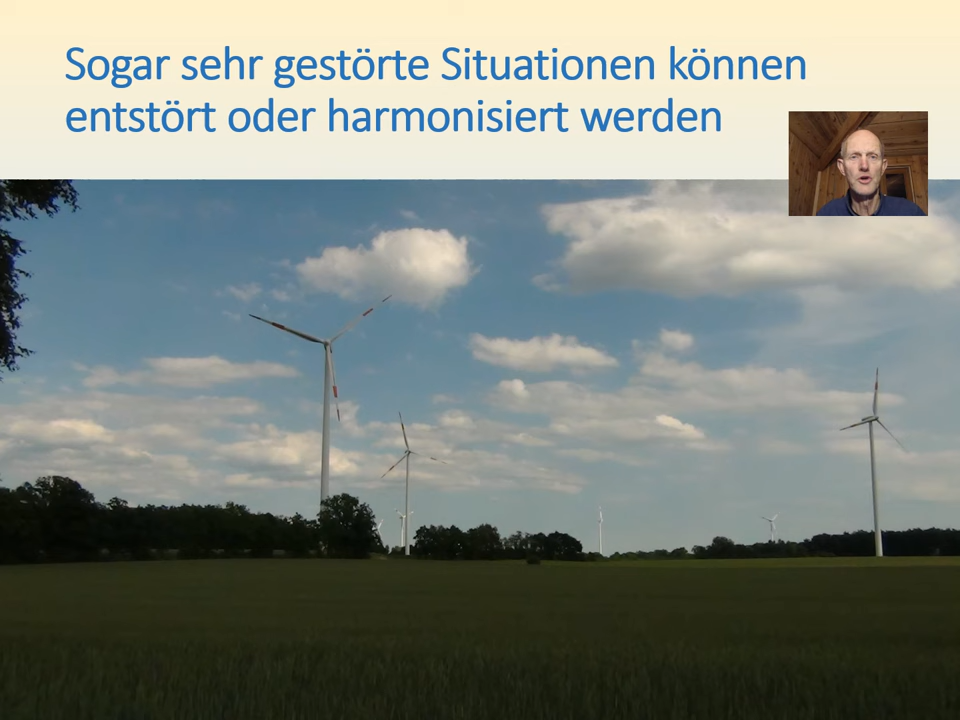 Sogar sehr gestörte Situationen können
entstört oder harmonisiert werden